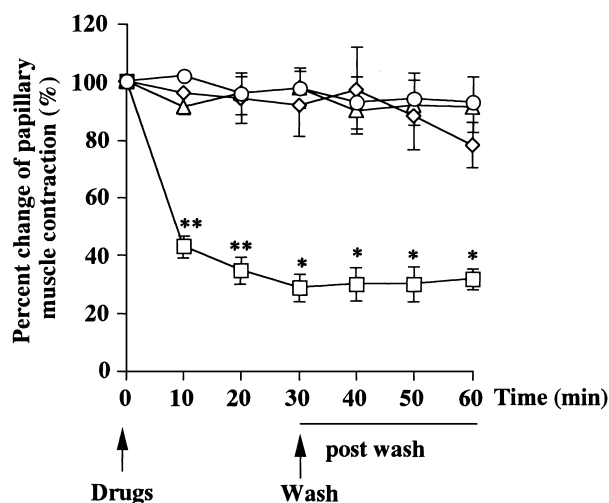 120
100
80
60
40
20
0
Percent change of papillary
muscle contraction (%)
**
**
*
*
*
*
0 10 20 30 40 50 60 Time (min)
post wash
Drugs Wash